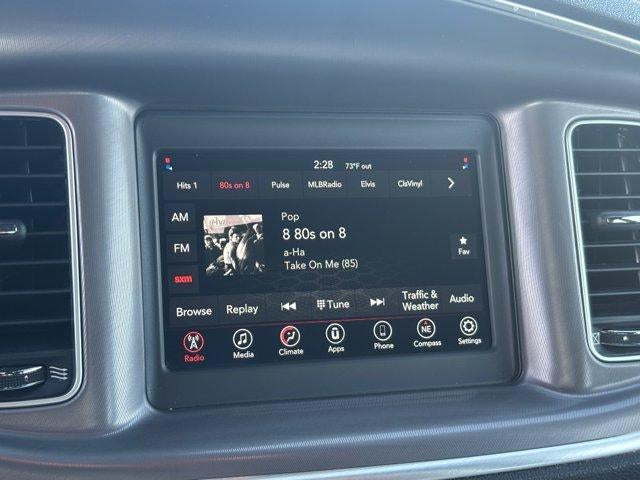 2:28 73°F out
Hits 1 80s on 8 Pulse MLBRadio Elvis ClsVinyl
AM
FM
sxm
a-ha
Pop
8 80s on 8
a-Ha
Take On Me (85)
Fav
Browse Replay Tune Traffic & Weather Audio
Radio Media Climate Apps Phone NE Compass Settings